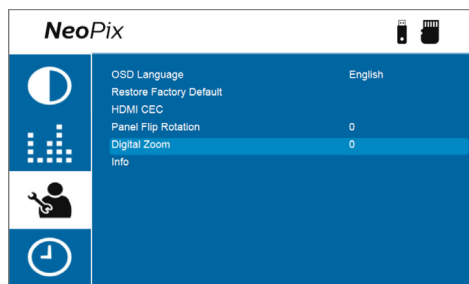 NeoPix
OSD Language English
Restore Factory Default
HDMI CEC
Panel Flip Rotation 0
Digital Zoom 0
Info